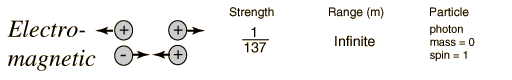 Strength Range (m) Particle
Electro-
magnetic
+ +
- +
1
137
Infinite
photon
mass = 0
spin = 1